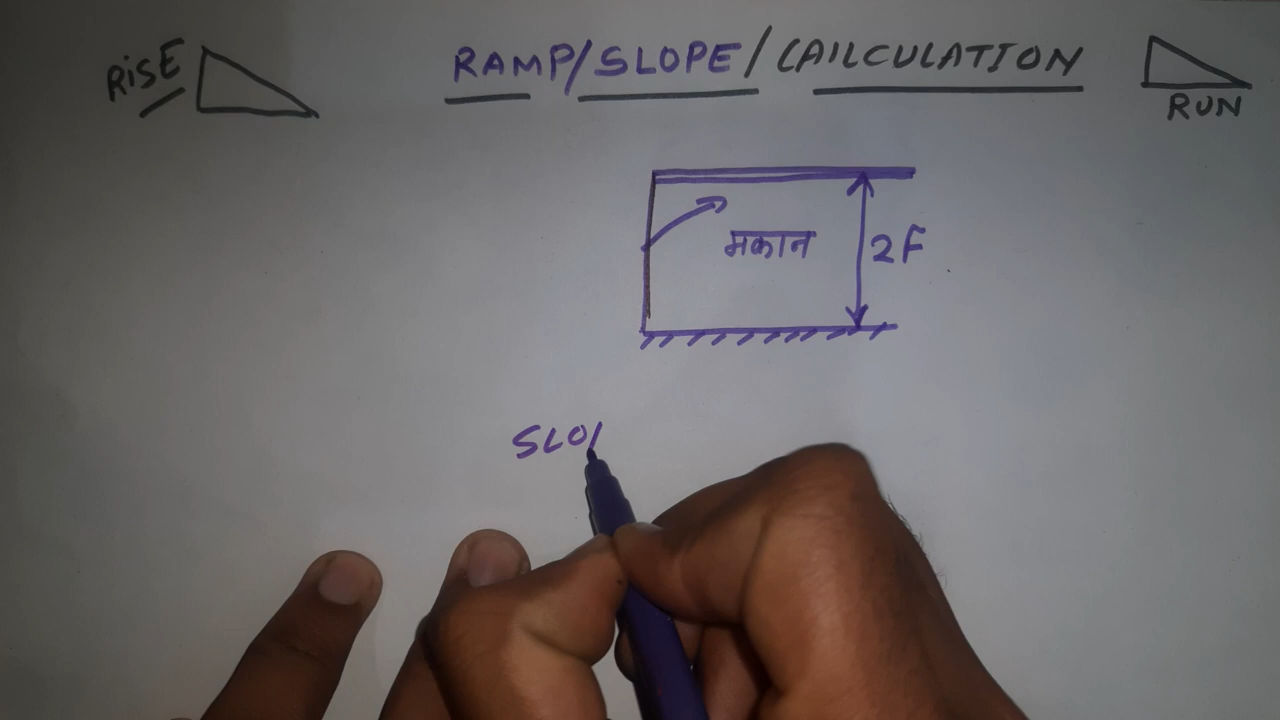 RiSE
RAMP/SLOPE/CAILCULATION
RUN
मकान
2F
SLO